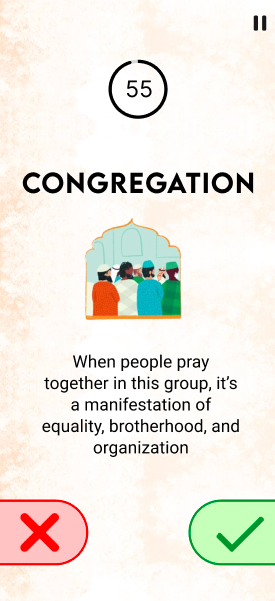 55
CONGREGATION
When people pray
together in this group, it's
a manifestation of
equality, brotherhood, and
organization